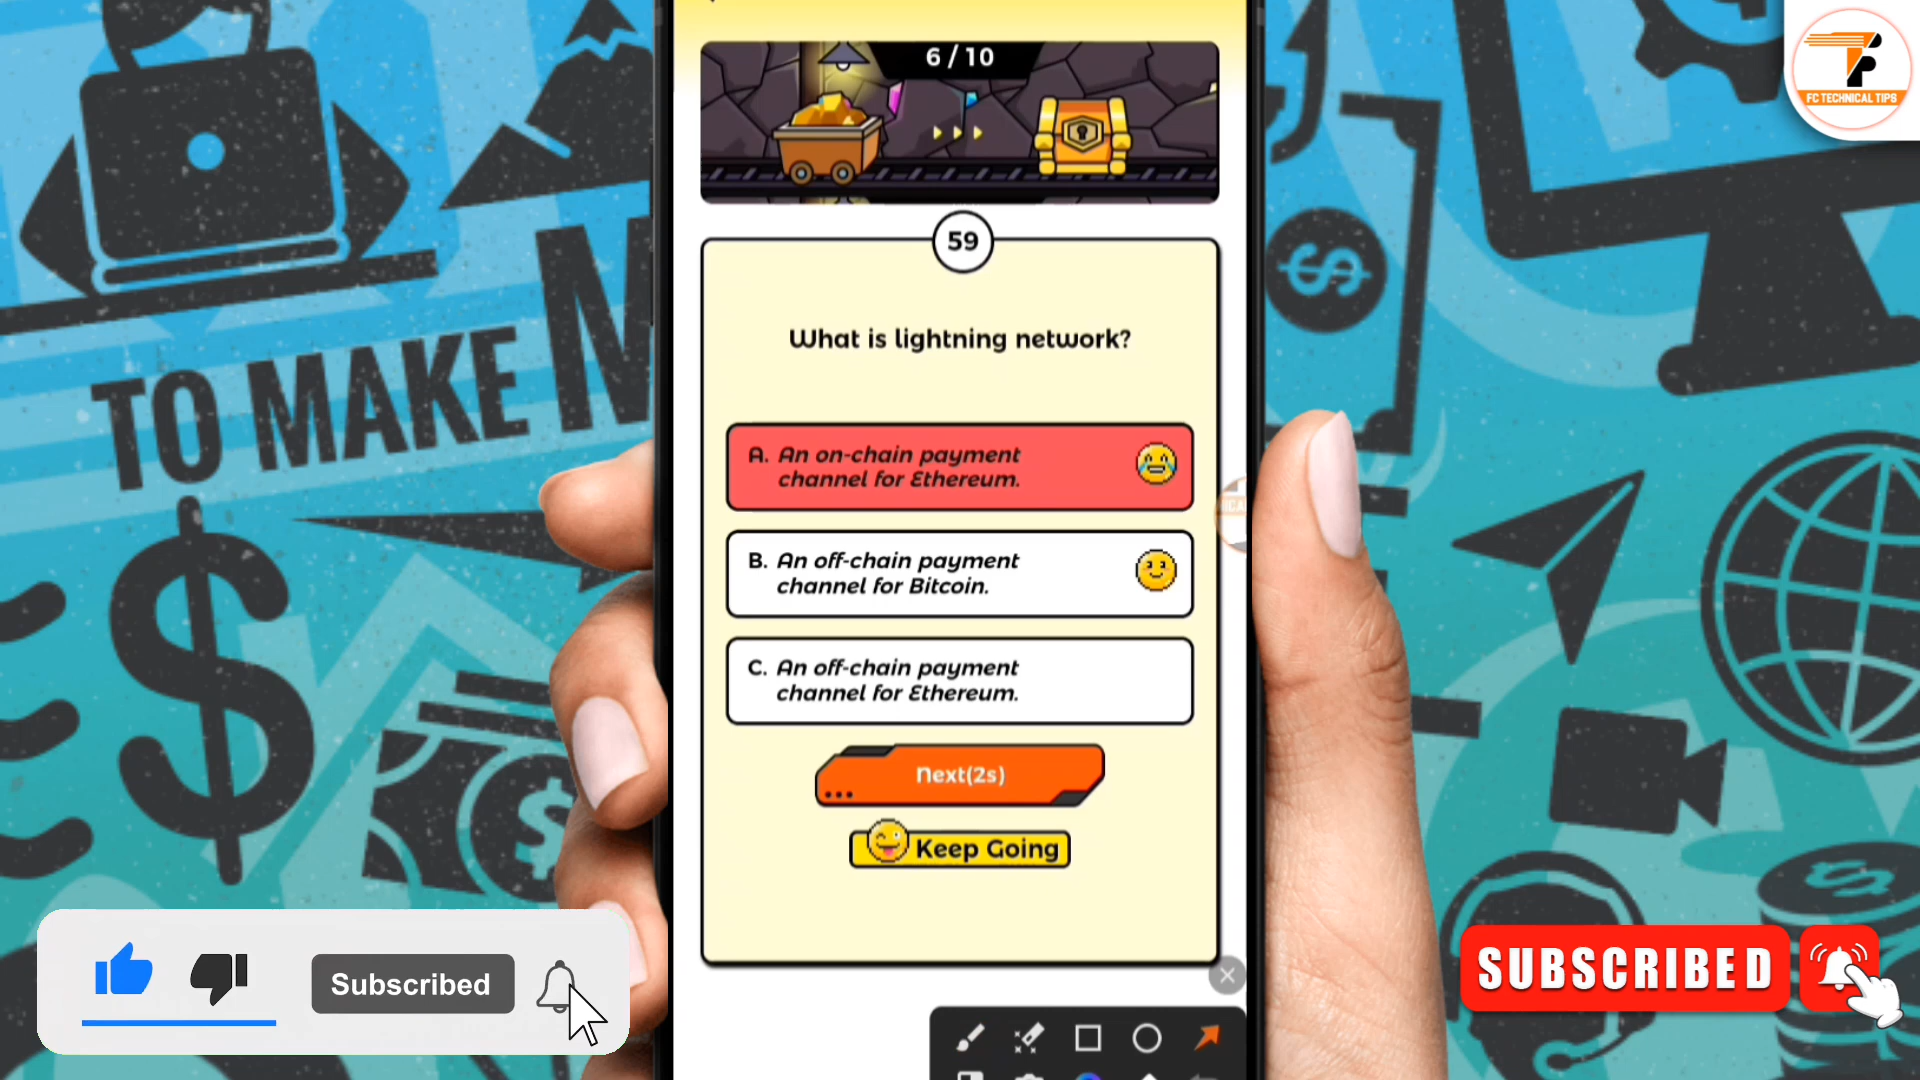 6 / 10
FC TECHNICAL TIPS
59
What is lightning network?
TO MAKE
A. An on-chain payment
channel for Ethereum.
B. An off-chain payment
channel for Bitcoin.
C. An off-chain payment
channel for Ethereum.
Next(2s)
Keep Going
Subscribed
SUBSCRIBED